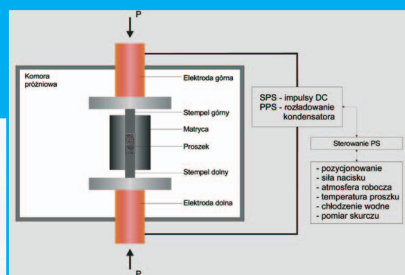 P
Komora
próżniowa
Elektroda górna
Stempel górny
Matryca
Proszek
Stempel dolny
Elektroda dolna
P
SPS - impulsy DC
PPS - rozładowanie
kondensatora
Sterowanie PS
- pozycjonowanie
- siła nacisku
- atmosfera robocza
- temperatura proszku
- chłodzenie wodne
- pomiar skurczu